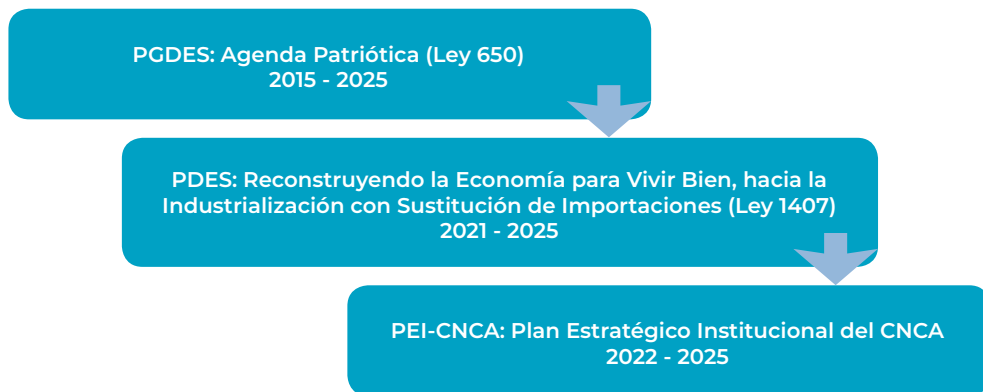 PGDES: Agenda Patriótica (Ley 650)
2015 - 2025
PDES: Reconstruyendo la Economía para Vivir Bien, hacia la
Industrialización con Sustitución de Importaciones (Ley 1407)
2021 - 2025
PEI-CNCA: Plan Estratégico Institucional del CNCA
2022 - 2025